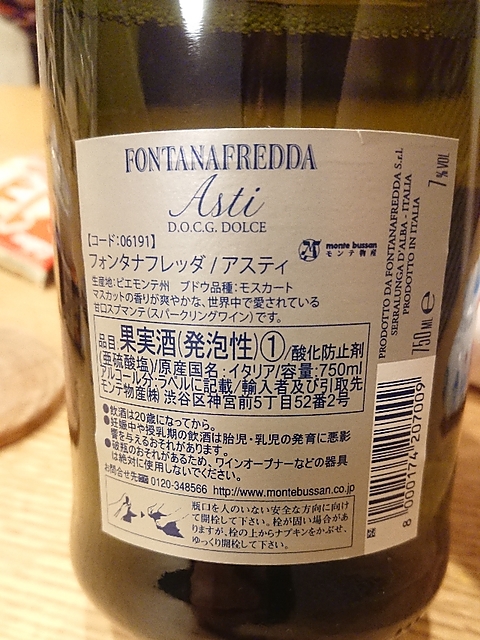 FONTANAFREDDA
Asti
D.O.C.G. DOLCE
【コード:06191】
monte bussan
モンテ物産
フォンタナフレッダ / アスティ
生産地:ピエモンテ州 ブドウ品種:モスカート
マスカットの香りが爽やかな、世界中で愛されている
甘口スプマンテ(スパークリングワイン)です。
品目 果実酒(発泡性)①/酸化防止剤
(亜硫酸塩)/原産国名:イタリア/容量:750ml
アルコール分:ラベルに記載/輸入者及び引取先
モンテ物産㈱ 渋谷区神宮前5丁目52番2号
●飲酒は20歳になってから。
●妊娠中や授乳期の飲酒は胎児・乳児の発育に悪影
響を与えるおそれがあります。
●破瓶のおそれがあるため、ワインオープナーなどの器具
は絶対に使用しないでください。
お問合せ先 0120-348566 http://www.montebussan.co.jp
瓶口を人のいない安全な方向に向け
て開栓して下さい。栓が固い場合があ
りますが、栓の上からナプキンをかぶせ、
ゆっくり開栓して下さい。
PRODOTTO DA FONTANAFREDDA S.r.l.
SERRALUNGA D'ALBA - ITALIA
PRODOTTO IN ITALIA
7 % VOL
750 Ml e
8 000174 207009